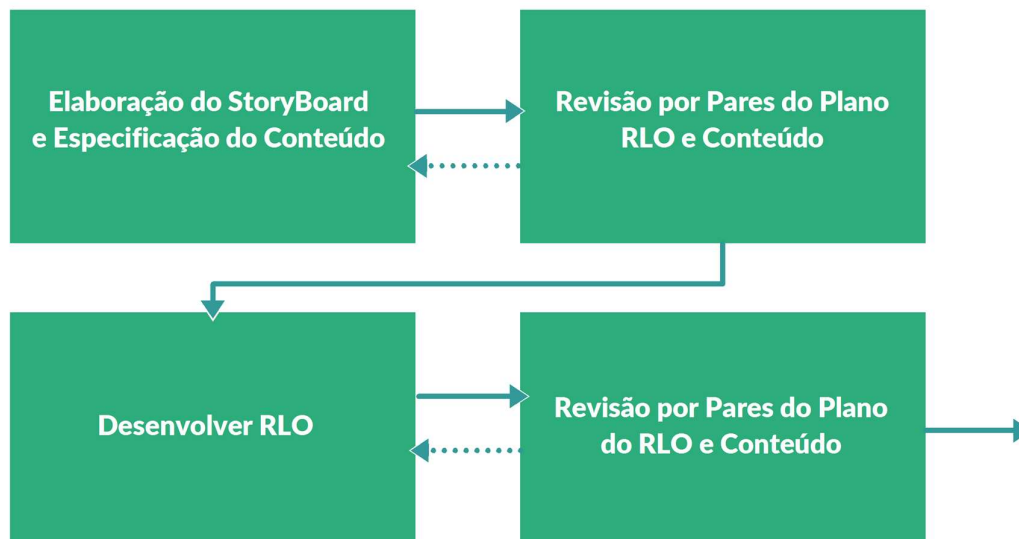 Elaboração do StoryBoard
e Especificação do Conteúdo
Revisão por Pares do Plano
RLO e Conteúdo
Desenvolver RLO
Revisão por Pares do Plano
do RLO e Conteúdo